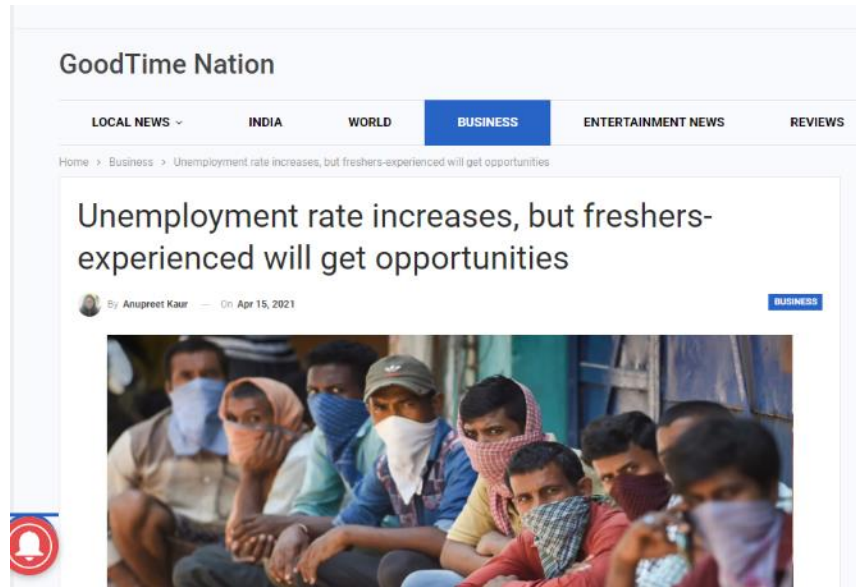 GoodTime Nation
LOCAL NEWS INDIA WORLD BUSINESS ENTERTAINMENT NEWS REVIEWS
Home > Business > Unemployment rate increases, but freshers-experienced will get opportunities
Unemployment rate increases, but freshers-
experienced will get opportunities
By Anupreet Kaur — On Apr 15, 2021
BUSINESS